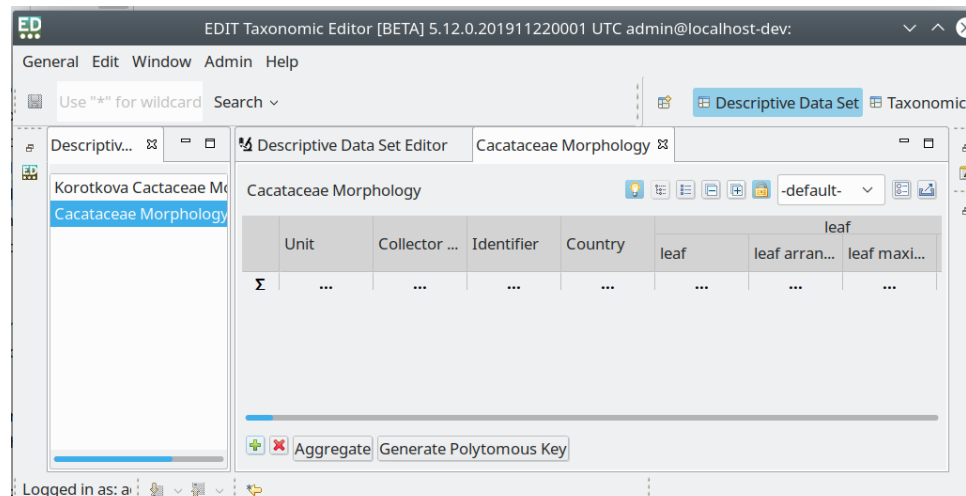 ED
EDIT Taxonomic Editor [BETA] 5.12.0.201911220001 UTC admin@localhost-dev:
General Edit Window Admin Help
Use "*" for wildcard Search
Descriptive Data Set Taxonomic
Descriptiv... Descriptive Data Set Editor Cacataceae Morphology
ED
Korotkova Cactaceae Mo
Cacataceae Morphology
Cacataceae Morphology -default-
leaf
Unit Collector ... Identifier Country leaf leaf arran... leaf maxi...
Σ ... ... ... ... ... ... ...
Aggregate Generate Polytomous Key
Logged in as: a